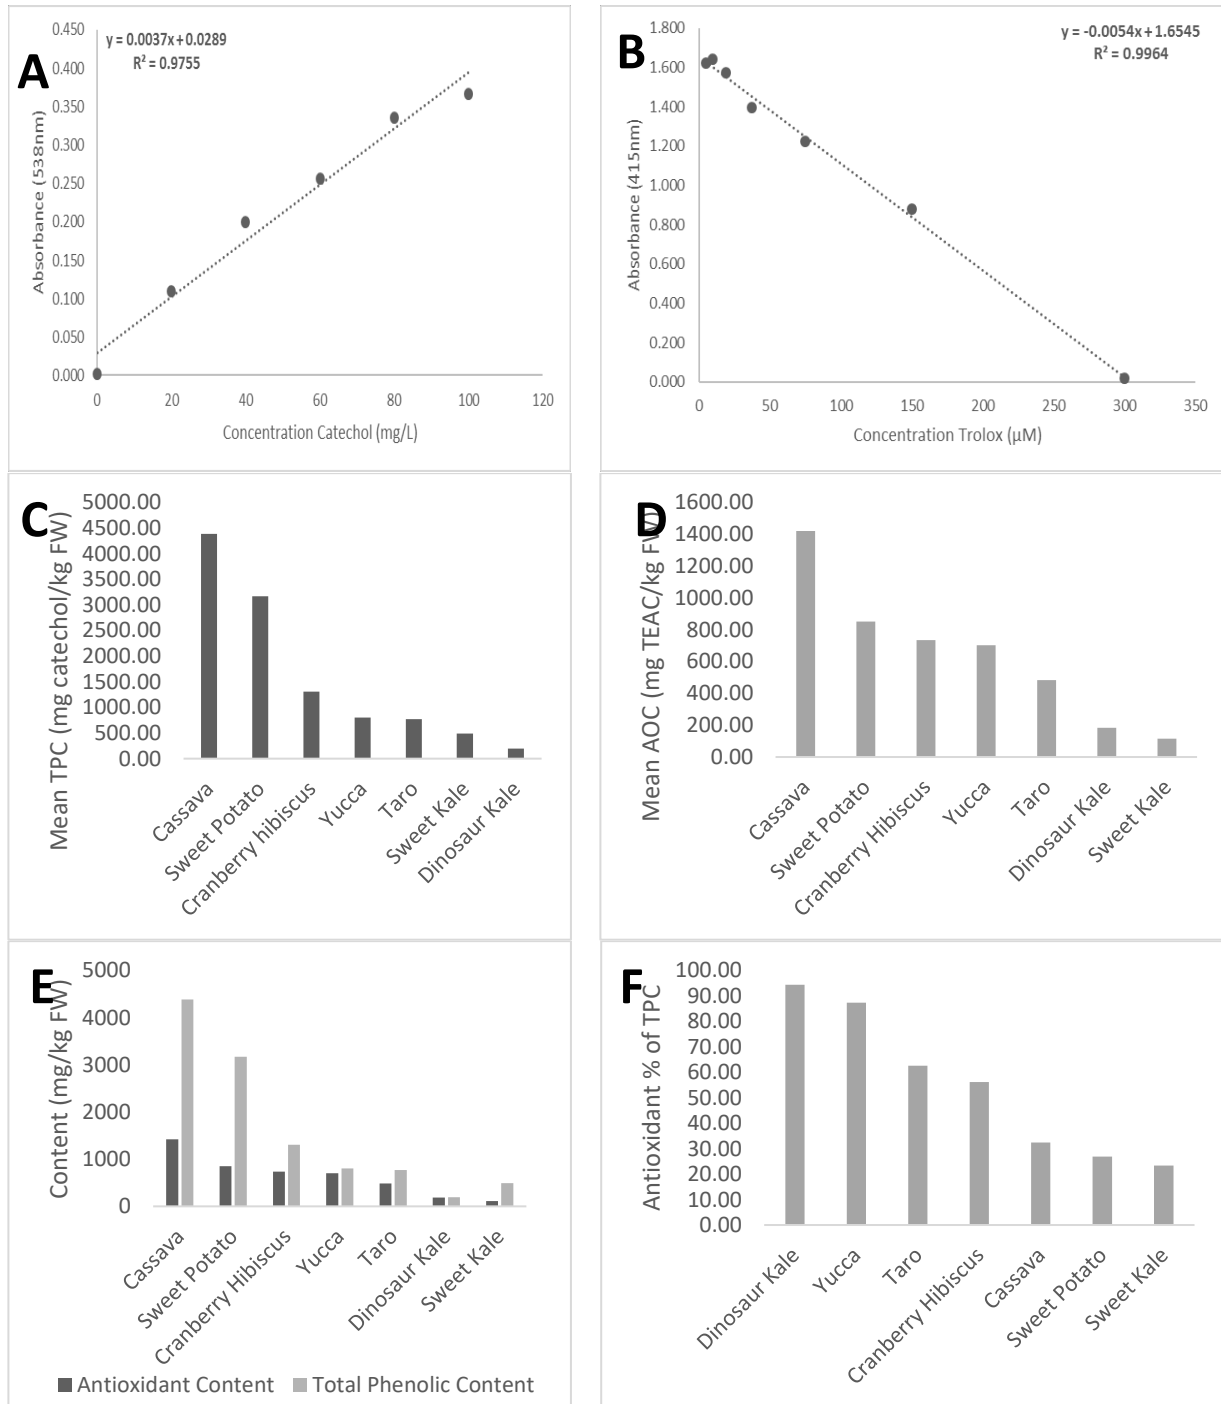 A
y = 0.0037x + 0.0289
R² = 0.9755
Absorbance (538nm)
0.450
0.400
0.350
0.300
0.250
0.200
0.150
0.100
0.050
0.000
0 20 40 60 80 100 120
Concentration Catechol (mg/L)
B
y = -0.0054x + 1.6545
R² = 0.9964
Absorbance (415nm)
1.800
1.600
1.400
1.200
1.000
0.800
0.600
0.400
0.200
0.000
0 50 100 150 200 250 300 350
Concentration Trolox (µM)
C
Mean TPC (mg catechol/kg FW)
5000.00
4500.00
4000.00
3500.00
3000.00
2500.00
2000.00
1500.00
1000.00
500.00
0.00
Cassava
Sweet Potato
Cranberry hibiscus
Yucca
Taro
Sweet Kale
Dinosaur Kale
D
Mean AOC (mg TEAC/kg FW)
1600.00
1400.00
1200.00
1000.00
800.00
600.00
400.00
200.00
0.00
Cassava
Sweet Potato
Cranberry Hibiscus
Yucca
Taro
Dinosaur Kale
Sweet Kale
E
Content (mg/kg FW)
5000
4000
3000
2000
1000
0
Cassava
Sweet Potato
Cranberry Hibiscus
Yucca
Taro
Dinosaur Kale
Sweet Kale
Antioxidant Content Total Phenolic Content
F
Antioxidant % of TPC
100.00
90.00
80.00
70.00
60.00
50.00
40.00
30.00
20.00
10.00
0.00
Dinosaur Kale
Yucca
Taro
Cranberry Hibiscus
Cassava
Sweet Potato
Sweet Kale